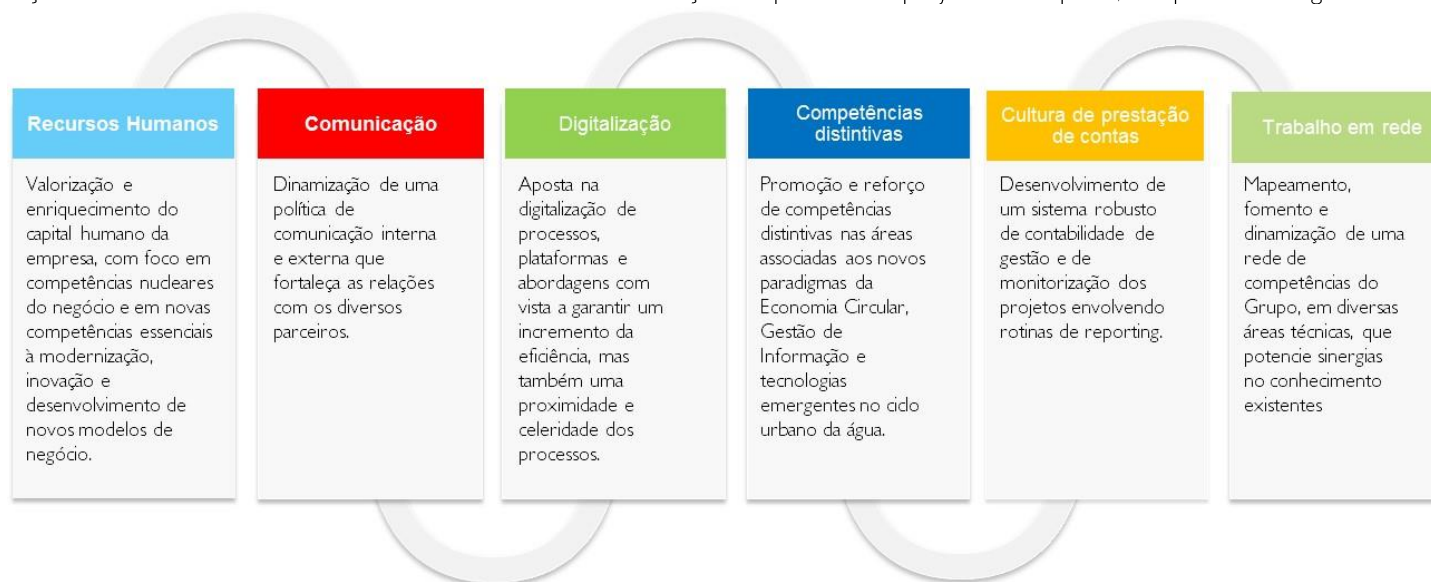 Recursos Humanos
Valorização e
enriquecimento do
capital humano da
empresa, com foco em
competências nucleares
do negócio e em novas
competências essenciais
à modernização,
inovação e
desenvolvimento de
novos modelos de
negócio.
Comunicação
Dinamização de uma
política de
comunicação interna
e externa que
fortaleça as relações
com os diversos
parceiros.
Digitalização
Aposta na
digitalização de
processos,
plataformas e
abordagens com
vista a garantir um
incremento da
eficiência, mas
também uma
proximidade e
celeridade dos
processos.
Competências
distintivas
Promoção e reforço
de competências
distintivas nas áreas
associadas aos novos
paradigmas da
Economia Circular,
Gestão de
Informação e
tecnologias
emergentes no ciclo
urbano da água.
Cultura de prestação
de contas
Desenvolvimento de
um sistema robusto
de contabilidade de
gestão e de
monitorização dos
projetos envolvendo
rotinas de reporting.
Trabalho em rede
Mapeamento,
fomento e
dinamização de uma
rede de
competências do
Grupo, em diversas
áreas técnicas, que
potencie sinergias
no conhecimento
existentes